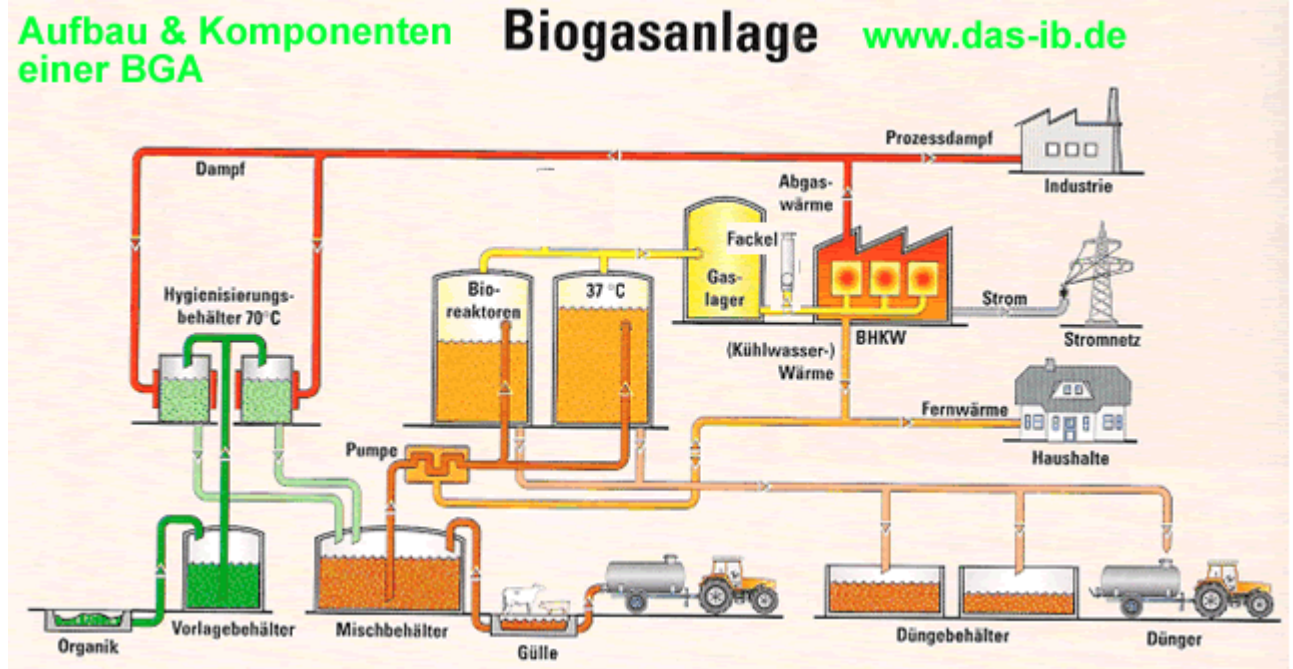 Aufbau & Komponenten
einer BGA
Biogasanlage
www.das-ib.de
Prozessdampf
Dampf
Industrie
Abgas-
wärme
Fackel
Gas-
lager
Bio-
reaktoren
37 °C
Hygienisierungs-
behälter 70°C
Strom
BHKW
Stromnetz
(Kühlwasser-)
Wärme
Fernwärme
Haushalte
Pumpe
Organik
Vorlagebehälter
Mischbehälter
Gülle
Düngebehälter
Dünger